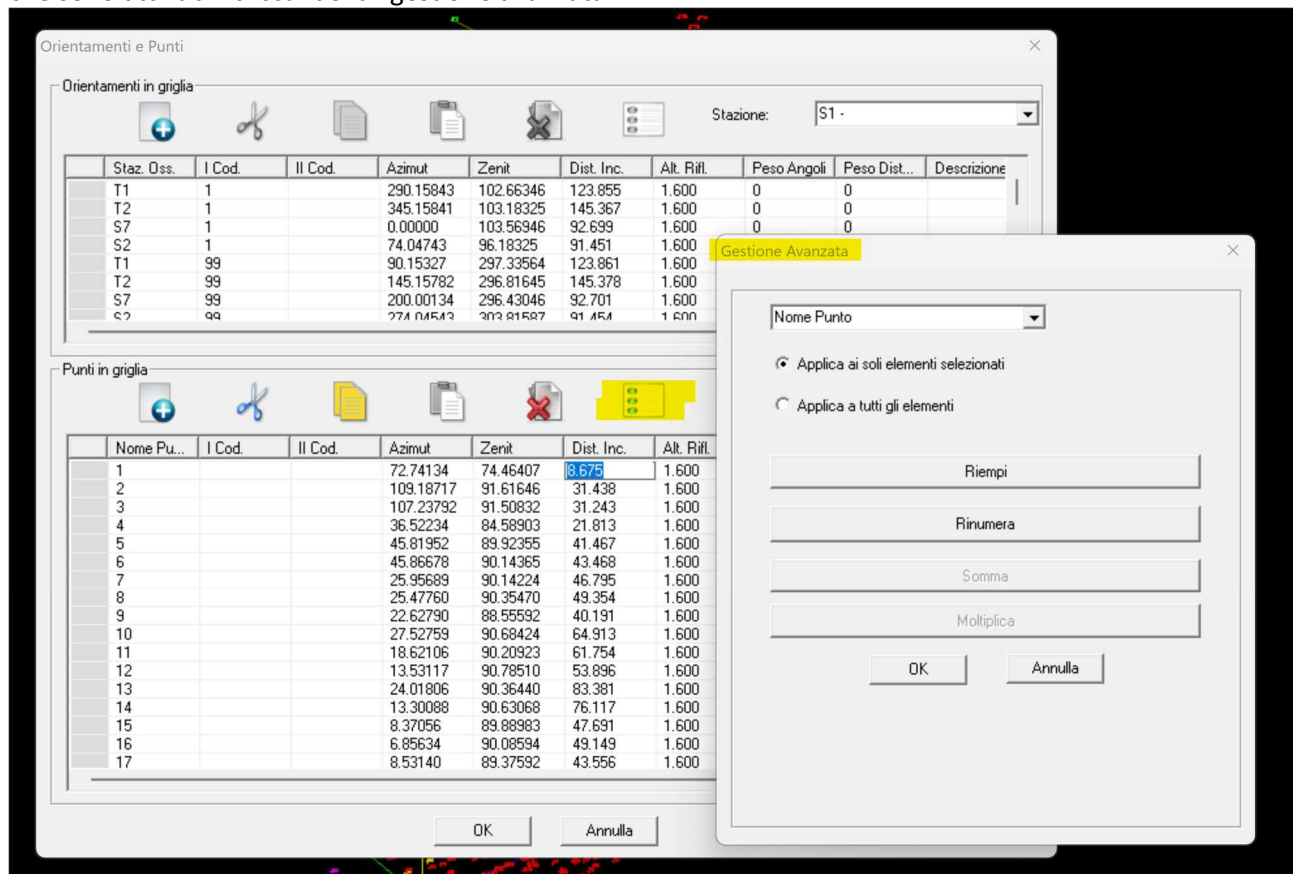 Orientamenti e Punti
Orientamenti in griglia
Stazione: S1 -
Staz. Oss. I Cod. II Cod. Azimut Zenit Dist. Inc. Alt. Rifl. Peso Angoli Peso Dist... Descrizione
T1 1 290.15843 102.66346 123.855 1.600 0 0
T2 1 345.15841 103.18325 145.367 1.600 0 0
S7 1 0.00000 103.56946 92.699 1.600 0 0
S2 1 74.04743 96.18325 91.451 1.600
T1 99 90.15327 297.33564 123.861 1.600
T2 99 145.15782 296.81645 145.378 1.600
S7 99 200.00134 296.43046 92.701 1.600
S2 99 274.04543 303.81587 91.454 1.600
Punti in griglia
Nome Pu... I Cod. II Cod. Azimut Zenit Dist. Inc. Alt. Rifl.
1 72.74134 74.46407 8.675 1.600
2 109.18717 91.61646 31.438 1.600
3 107.23792 91.50832 31.243 1.600
4 36.52234 84.58903 21.813 1.600
5 45.81952 89.92355 41.467 1.600
6 45.86678 90.14365 43.468 1.600
7 25.95689 90.14224 46.795 1.600
8 25.47760 90.35470 49.354 1.600
9 22.62790 88.55592 40.191 1.600
10 27.52759 90.68424 64.913 1.600
11 18.62106 90.20923 61.754 1.600
12 13.53117 90.78510 53.896 1.600
13 24.01806 90.36440 83.381 1.600
14 13.30088 90.63068 76.117 1.600
15 8.37056 89.88983 47.691 1.600
16 6.85634 90.08594 49.149 1.600
17 8.53140 89.37592 43.556 1.600
OK Annulla
Gestione Avanzata
Nome Punto
Applica ai soli elementi selezionati
Applica a tutti gli elementi
Riempi
Rinumera
Somma
Moltiplica
OK Annulla